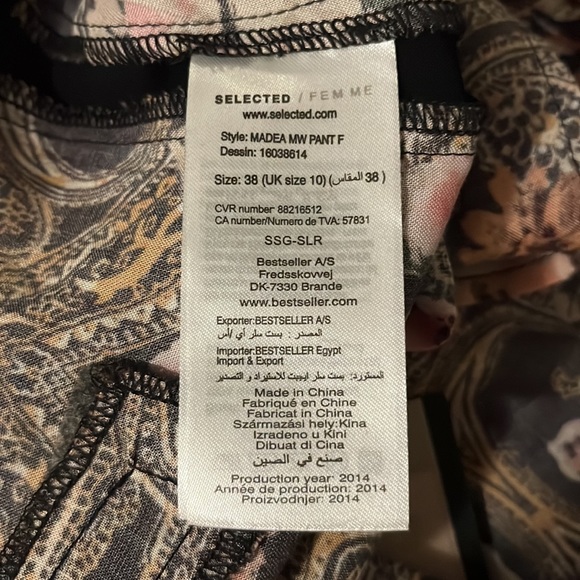 SELECTED / FEMME
www.selected.com
Style: MADEA MW PANT F
Dessin: 16038614
Size: 38 (UK size 10) (المقاس 38)
CVR number 88216512
CA number/Numero de TVA: 57831
SSG-SLR
Bestseller A/S
Fredsskovvej
DK-7330 Brande
www.bestseller.com
Exporter:BESTSELLER A/S
المصدر: بست سلر أي /أس
Importer:BESTSELLER Egypt
Import & Export
المستورد: بست سلر ايجبت للاستيراد و التصدير
Made in China
Fabriqué en Chine
Fabricat in China
Származási hely:Kina
Izradeno u Kini
Dibuat di China
صنع في الصين
Production year: 2014
Année de production: 2014
Proizvodnjer: 2014